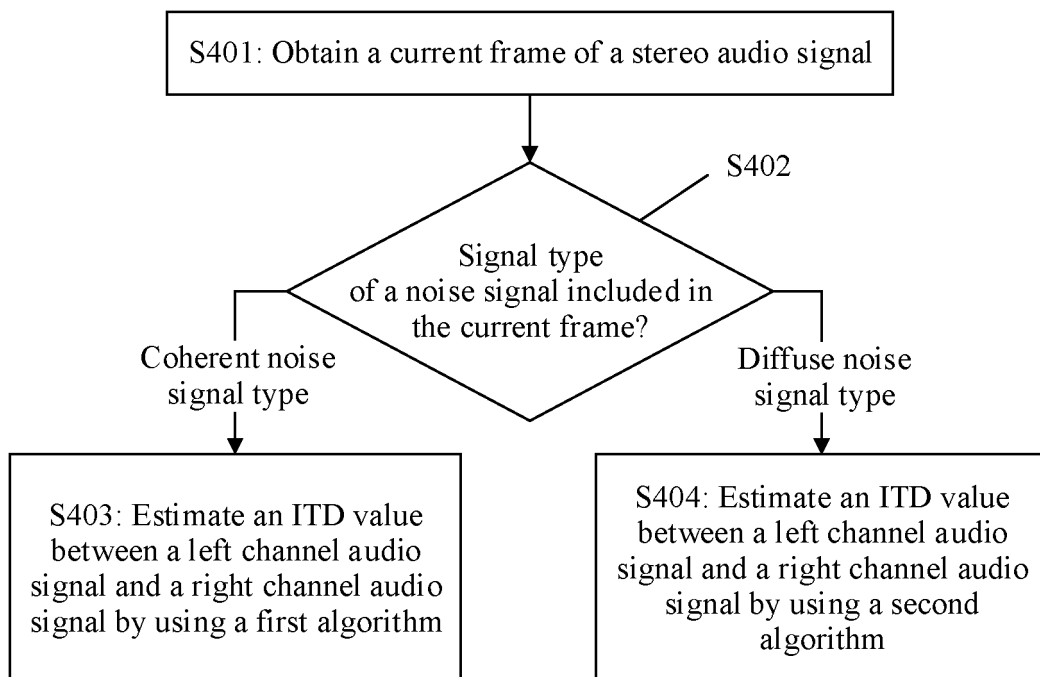 S401: Obtain a current frame of a stereo audio signal
S402
Signal type
of a noise signal included in
the current frame?
Coherent noise
signal type
Diffuse noise
signal type
S403: Estimate an ITD value
between a left channel audio
signal and a right channel audio
signal by using a first algorithm
S404: Estimate an ITD value
between a left channel audio
signal and a right channel audio
signal by using a second
algorithm